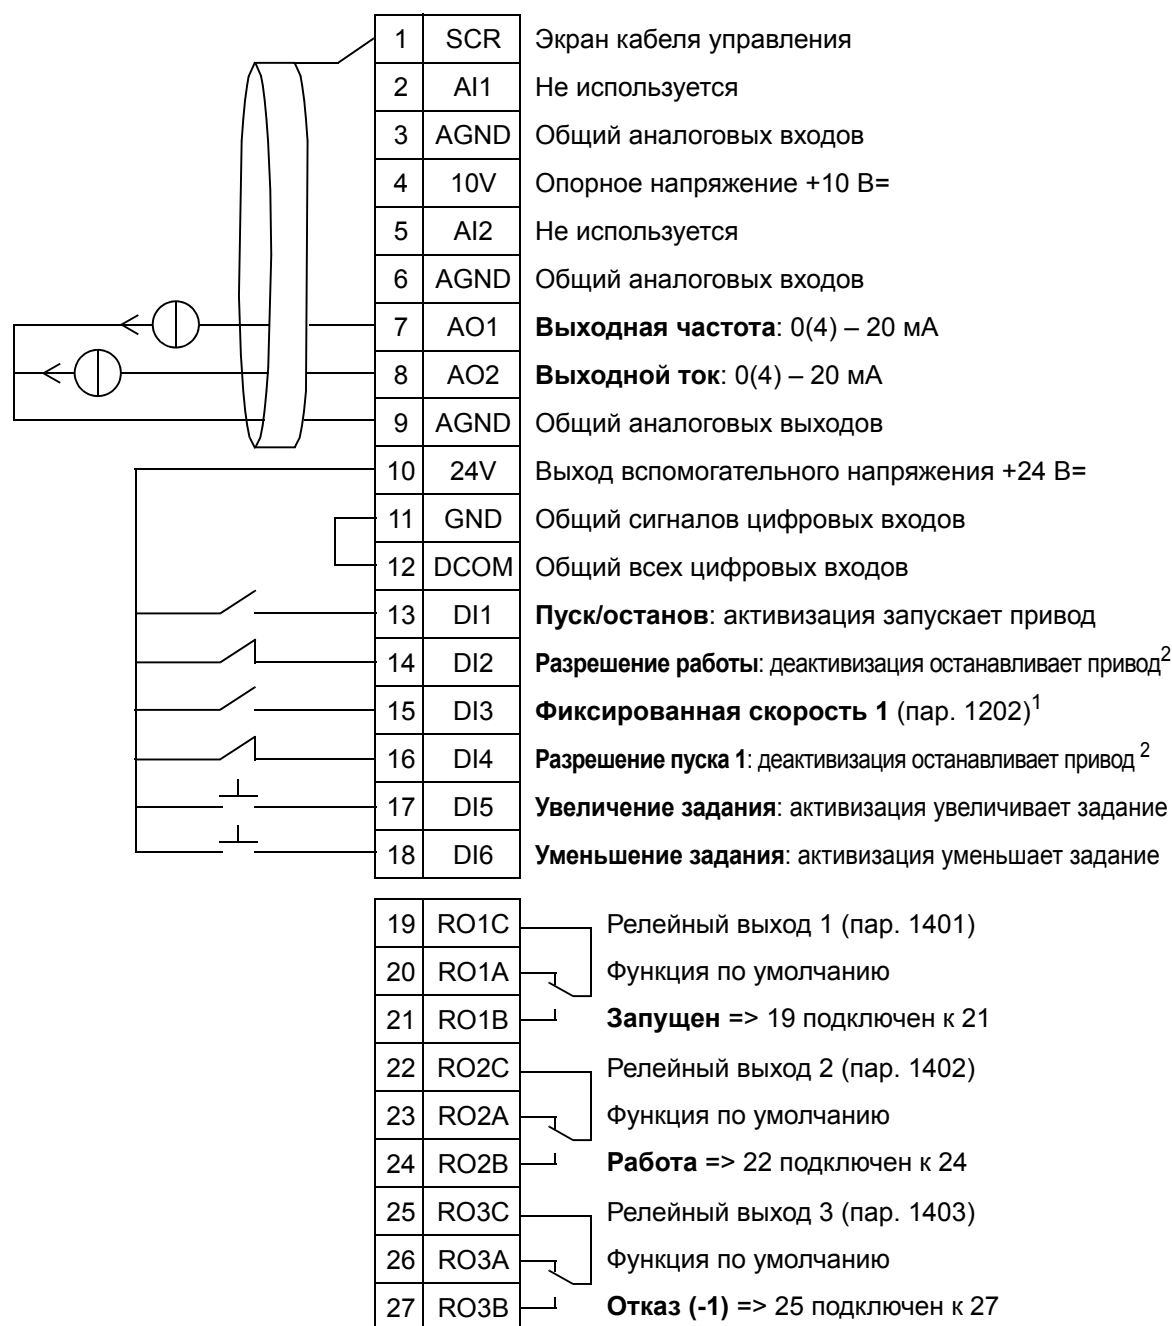 1 SCR Экран кабеля управления
2 AI1 Не используется
3 AGND Общий аналоговых входов
4 10V Опорное напряжение +10 В=
5 AI2 Не используется
6 AGND Общий аналоговых входов
7 AO1 Выходная частота: 0(4) – 20 мА
8 AO2 Выходной ток: 0(4) – 20 мА
9 AGND Общий аналоговых выходов
10 24V Выход вспомогательного напряжения +24 В=
11 GND Общий сигналов цифровых входов
12 DCOM Общий всех цифровых входов
13 DI1 Пуск/останов: активизация запускает привод
14 DI2 Разрешение работы: деактивизация останавливает привод2
15 DI3 Фиксированная скорость 1 (пар. 1202)1
16 DI4 Разрешение пуска 1: деактивизация останавливает привод 2
17 DI5 Увеличение задания: активизация увеличивает задание
18 DI6 Уменьшение задания: активизация уменьшает задание
19 RO1C Релейный выход 1 (пар. 1401)
20 RO1A Функция по умолчанию
21 RO1B Запущен => 19 подключен к 21
22 RO2C Релейный выход 2 (пар. 1402)
23 RO2A Функция по умолчанию
24 RO2B Работа => 22 подключен к 24
25 RO3C Релейный выход 3 (пар. 1403)
26 RO3A Функция по умолчанию
27 RO3B Отказ (-1) => 25 подключен к 27